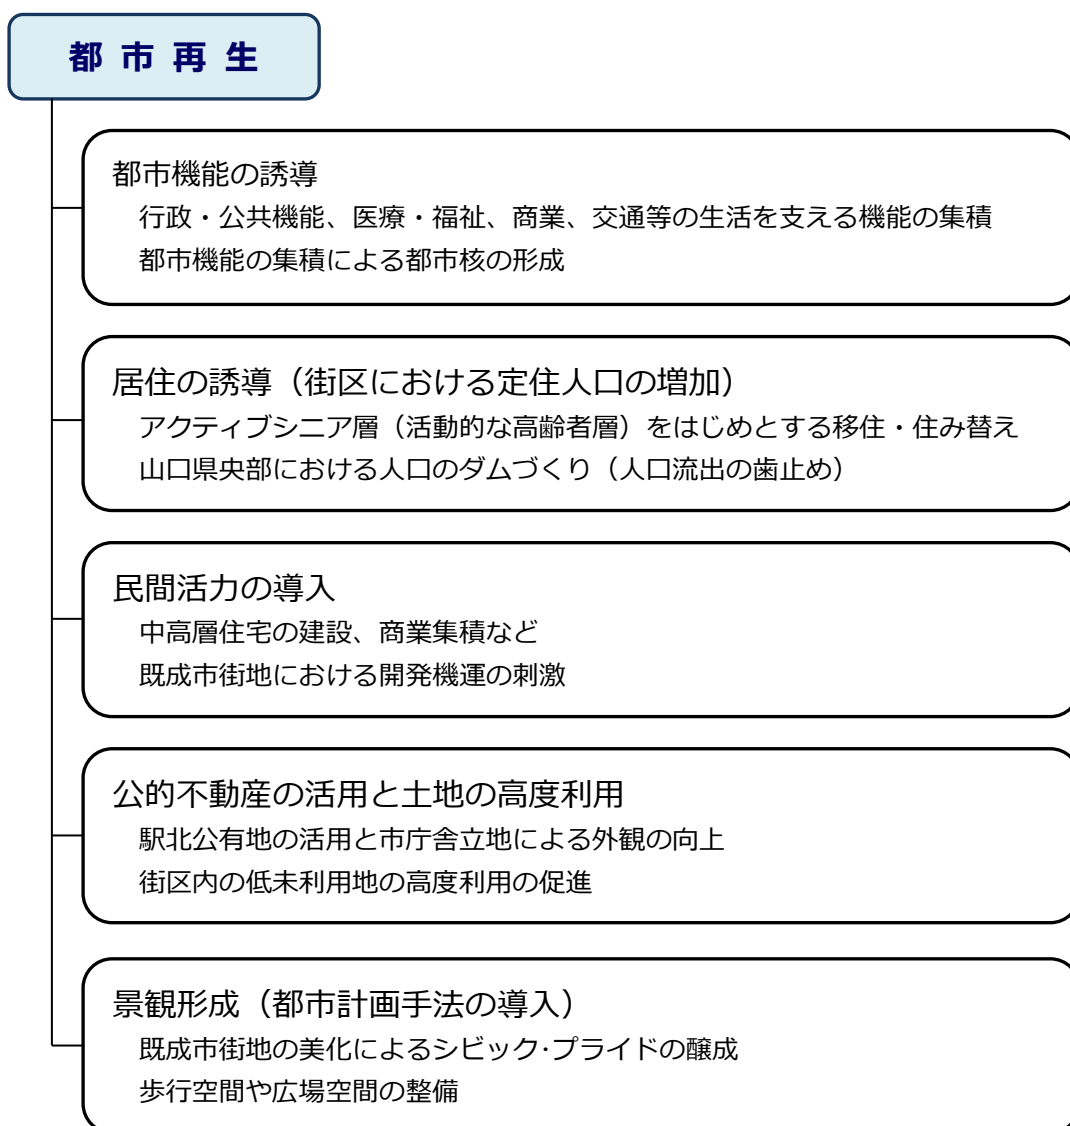 都市再生
都市機能の誘導
行政・公共機能、医療・福祉、商業、交通等の生活を支える機能の集積
都市機能の集積による都市核の形成
居住の誘導（街区における定住人口の増加）
アクティブシニア層（活動的な高齢者層）をはじめとする移住・住み替え
山口県央部における人口のダムづくり（人口流出の歯止め）
民間活力の導入
中高層住宅の建設、商業集積など
既成市街地における開発機運の刺激
公的不動産の活用と土地の高度利用
駅北公有地の活用と市庁舎立地による外観の向上
街区内の低未利用地の高度利用の促進
景観形成（都市計画手法の導入）
既成市街地の美化によるシビック・プライドの醸成
歩行空間や広場空間の整備